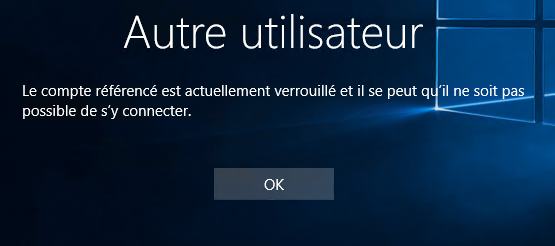 Autre utilisateur
Le compte référencé est actuellement verrouillé et il se peut qu'il ne soit pas
possible de s'y connecter.
OK